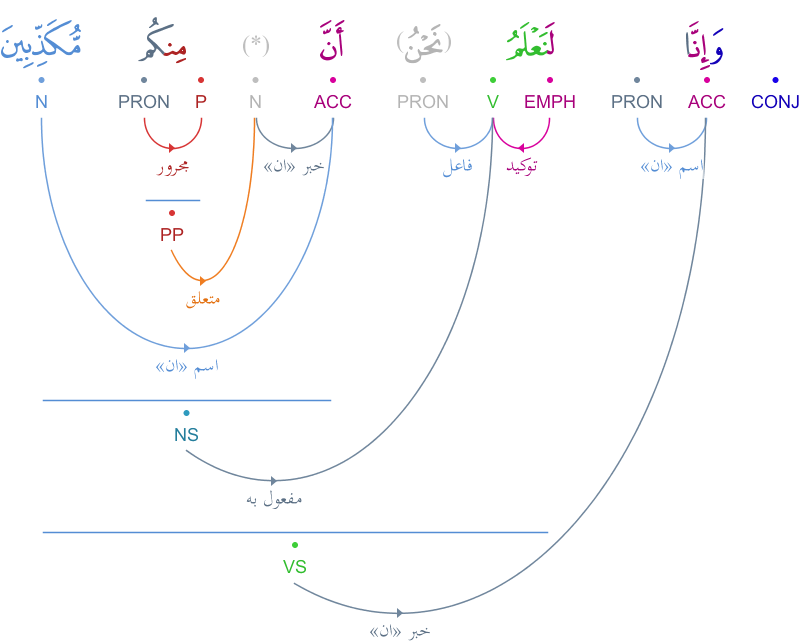 وَإِنَّا لَنَعْلَمُ (نَحْنُ) أَنَّ (*) مِنكُم مُّكَذِّبِينَ
CONJ ACC PRON EMPH V PRON ACC N P PRON N
اسم «ان» توكيد فاعل خبر «ان» مجرور
PP
متعلق
اسم «ان»
NS
مفعول به
VS
خبر «ان»